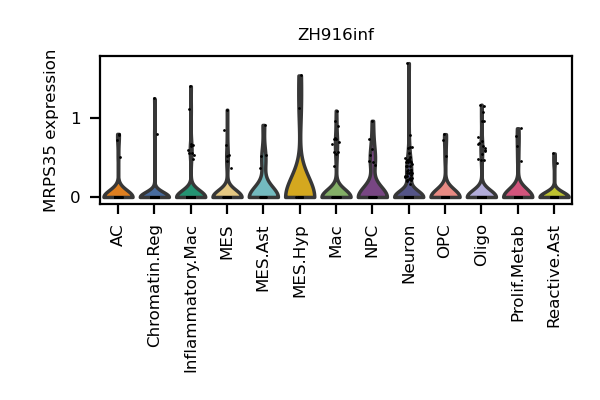 ZH916inf
MRPS35 expression
1
0
AC
Chromatin.Reg
Inflammatory.Mac
MES
MES.Ast
MES.Hyp
Mac
NPC
Neuron
OPC
Oligo
Prolif.Metab
Reactive.Ast